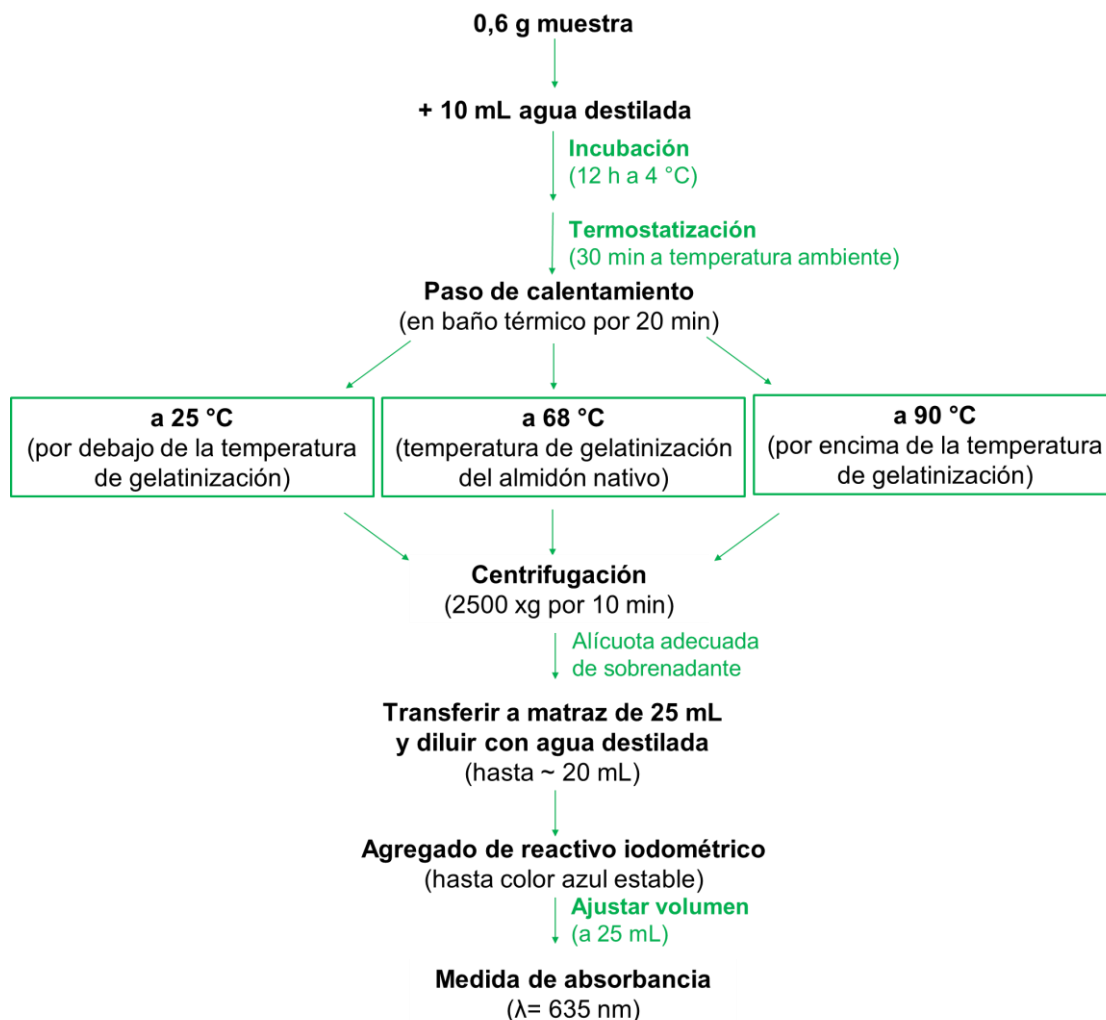 0,6 g muestra
+ 10 mL agua destilada
Incubación
(12 h a 4 °C)
Termostatización
(30 min a temperatura ambiente)
Paso de calentamiento
(en baño térmico por 20 min)
a 25 °C
(por debajo de la temperatura
de gelatinización)
a 68 °C
(temperatura de gelatinización
del almidón nativo)
a 90 °C
(por encima de la temperatura
de gelatinización)
Centrifugación
(2500 xg por 10 min)
Alícuota adecuada
de sobrenadante
Transferir a matraz de 25 mL
y diluir con agua destilada
(hasta ~ 20 mL)
Agregado de reactivo iodométrico
(hasta color azul estable)
Ajustar volumen
(a 25 mL)
Medida de absorbancia
(λ= 635 nm)